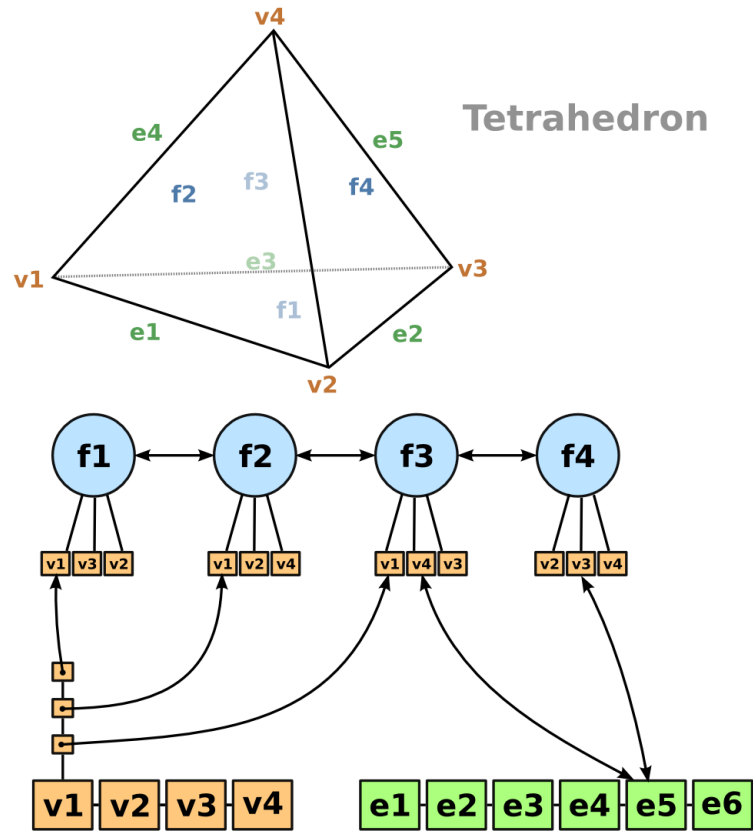 v4
Tetrahedron
e4
e5
f3
f4
f2
e3
v3
v1
f1
e1
e2
v2
f1 f2 f3 f4
v1 v3 v2 v1 v2 v4 v1 v4 v3 v2 v3 v4
v1 v2 v3 v4 e1 e2 e3 e4 e5 e6